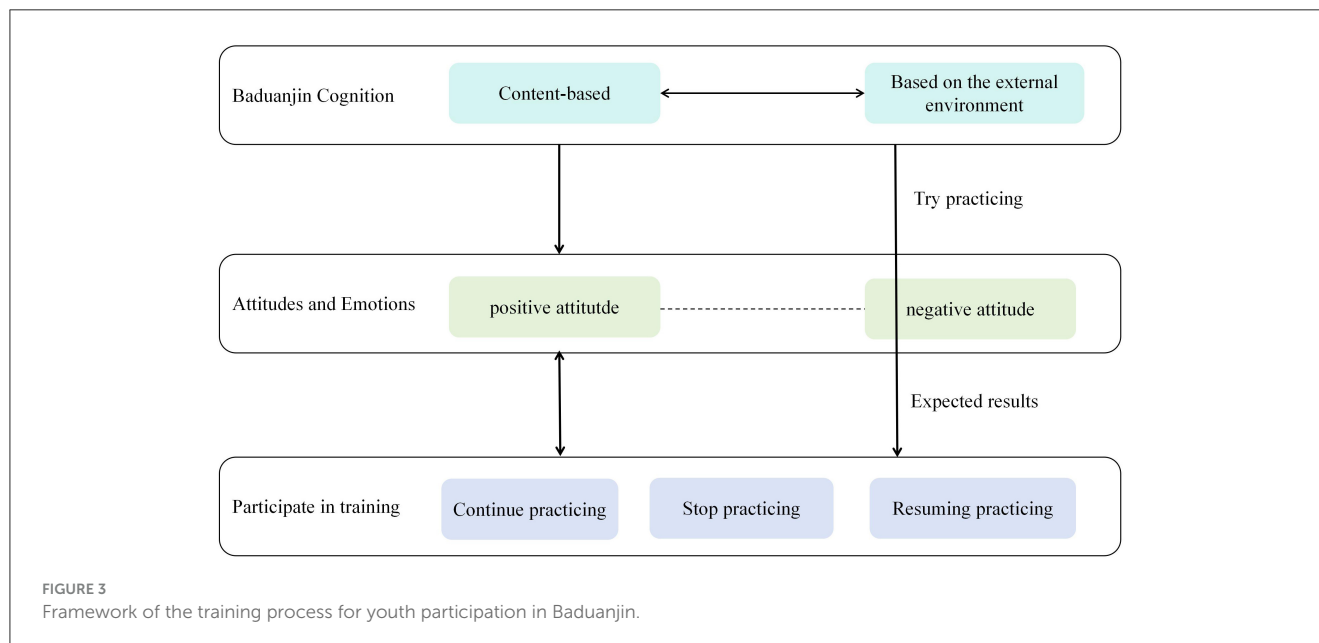 Baduanjin Cognition
Content-based
Based on the external
environment
Try practicing
Attitudes and Emotions
positive attitutde
negative attitude
Expected results
Participate in training
Continue practicing
Stop practicing
Resuming practicing
FIGURE 3
Framework of the training process for youth participation in Baduanjin.